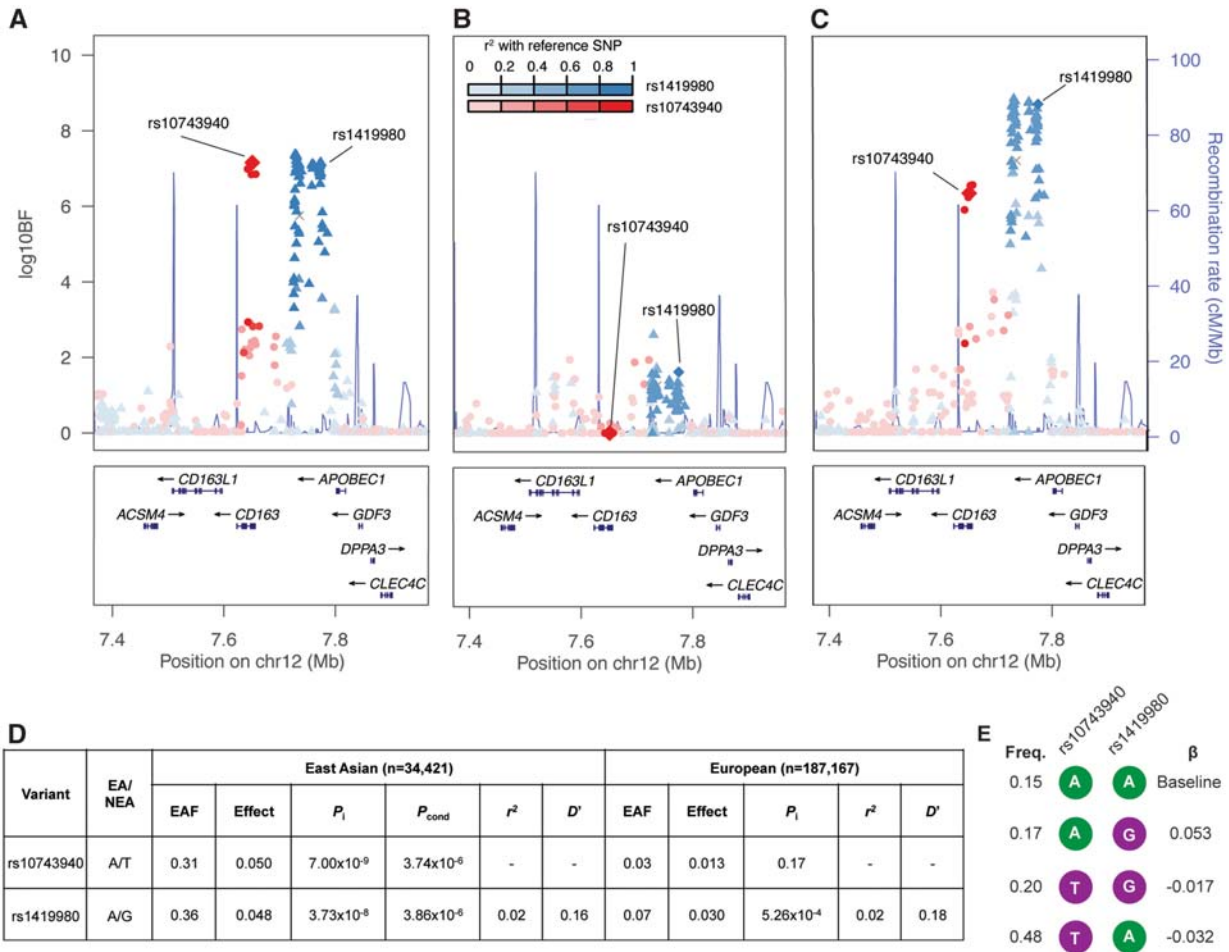 A
B
C
r² with reference SNP
0 0.2 0.4 0.6 0.8 1
rs1419980
rs10743940
log10BF
10
8
6
4
2
0
rs10743940
rs1419980
rs10743940
rs1419980
rs10743940
rs1419980
100
80
60
40
20
0
Recombination rate (cM/Mb)
← CD163L1
← APOBEC1
ACSM4 →
← CD163
← GDF3
DPPA3 →
← CLEC4C
← CD163L1
← APOBEC1
ACSM4 →
← CD163
← GDF3
DPPA3 →
← CLEC4C
← CD163L1
← APOBEC1
ACSM4 →
← CD163
← GDF3
DPPA3 →
← CLEC4C
7.4 7.6 7.8
Position on chr12 (Mb)
7.4 7.6 7.8
Position on chr12 (Mb)
7.4 7.6 7.8
Position on chr12 (Mb)
D
Variant EA/NEA East Asian (n=34,421) European (n=187,167)
EAF Effect Pi Pcond r² D' EAF Effect Pi r² D'
rs10743940 A/T 0.31 0.050 7.00x10⁻⁹ 3.74x10⁻⁶ - - 0.03 0.013 0.17 - -
rs1419980 A/G 0.36 0.048 3.73x10⁻⁸ 3.86x10⁻⁶ 0.02 0.16 0.07 0.030 5.26x10⁻⁴ 0.02 0.18
E
Freq. rs10743940 rs1419980 β
0.15 A A Baseline
0.17 A G 0.053
0.20 T G -0.017
0.48 T A -0.032